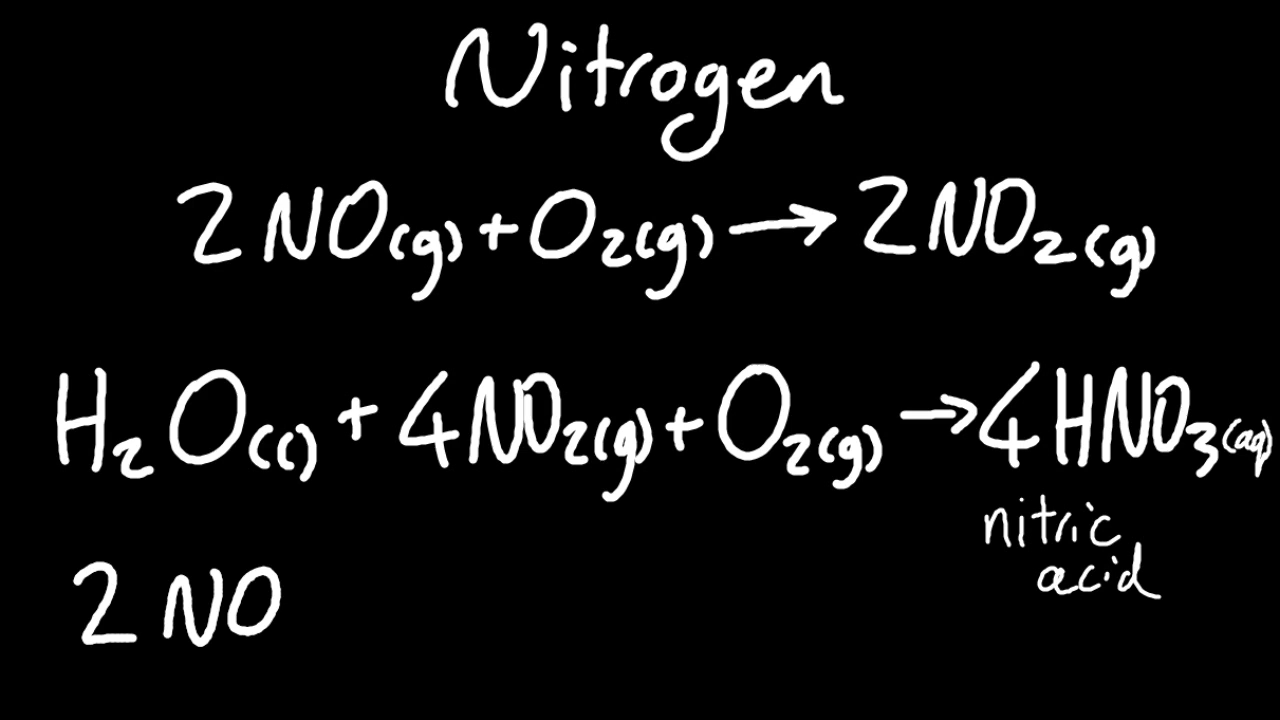 Nitrogen
2NO(g)+O2(g)→2NO2(g)
H2O(l)+4NO2(g)+O2(g)→4HNO3(aq)
nitric
acid
2NO